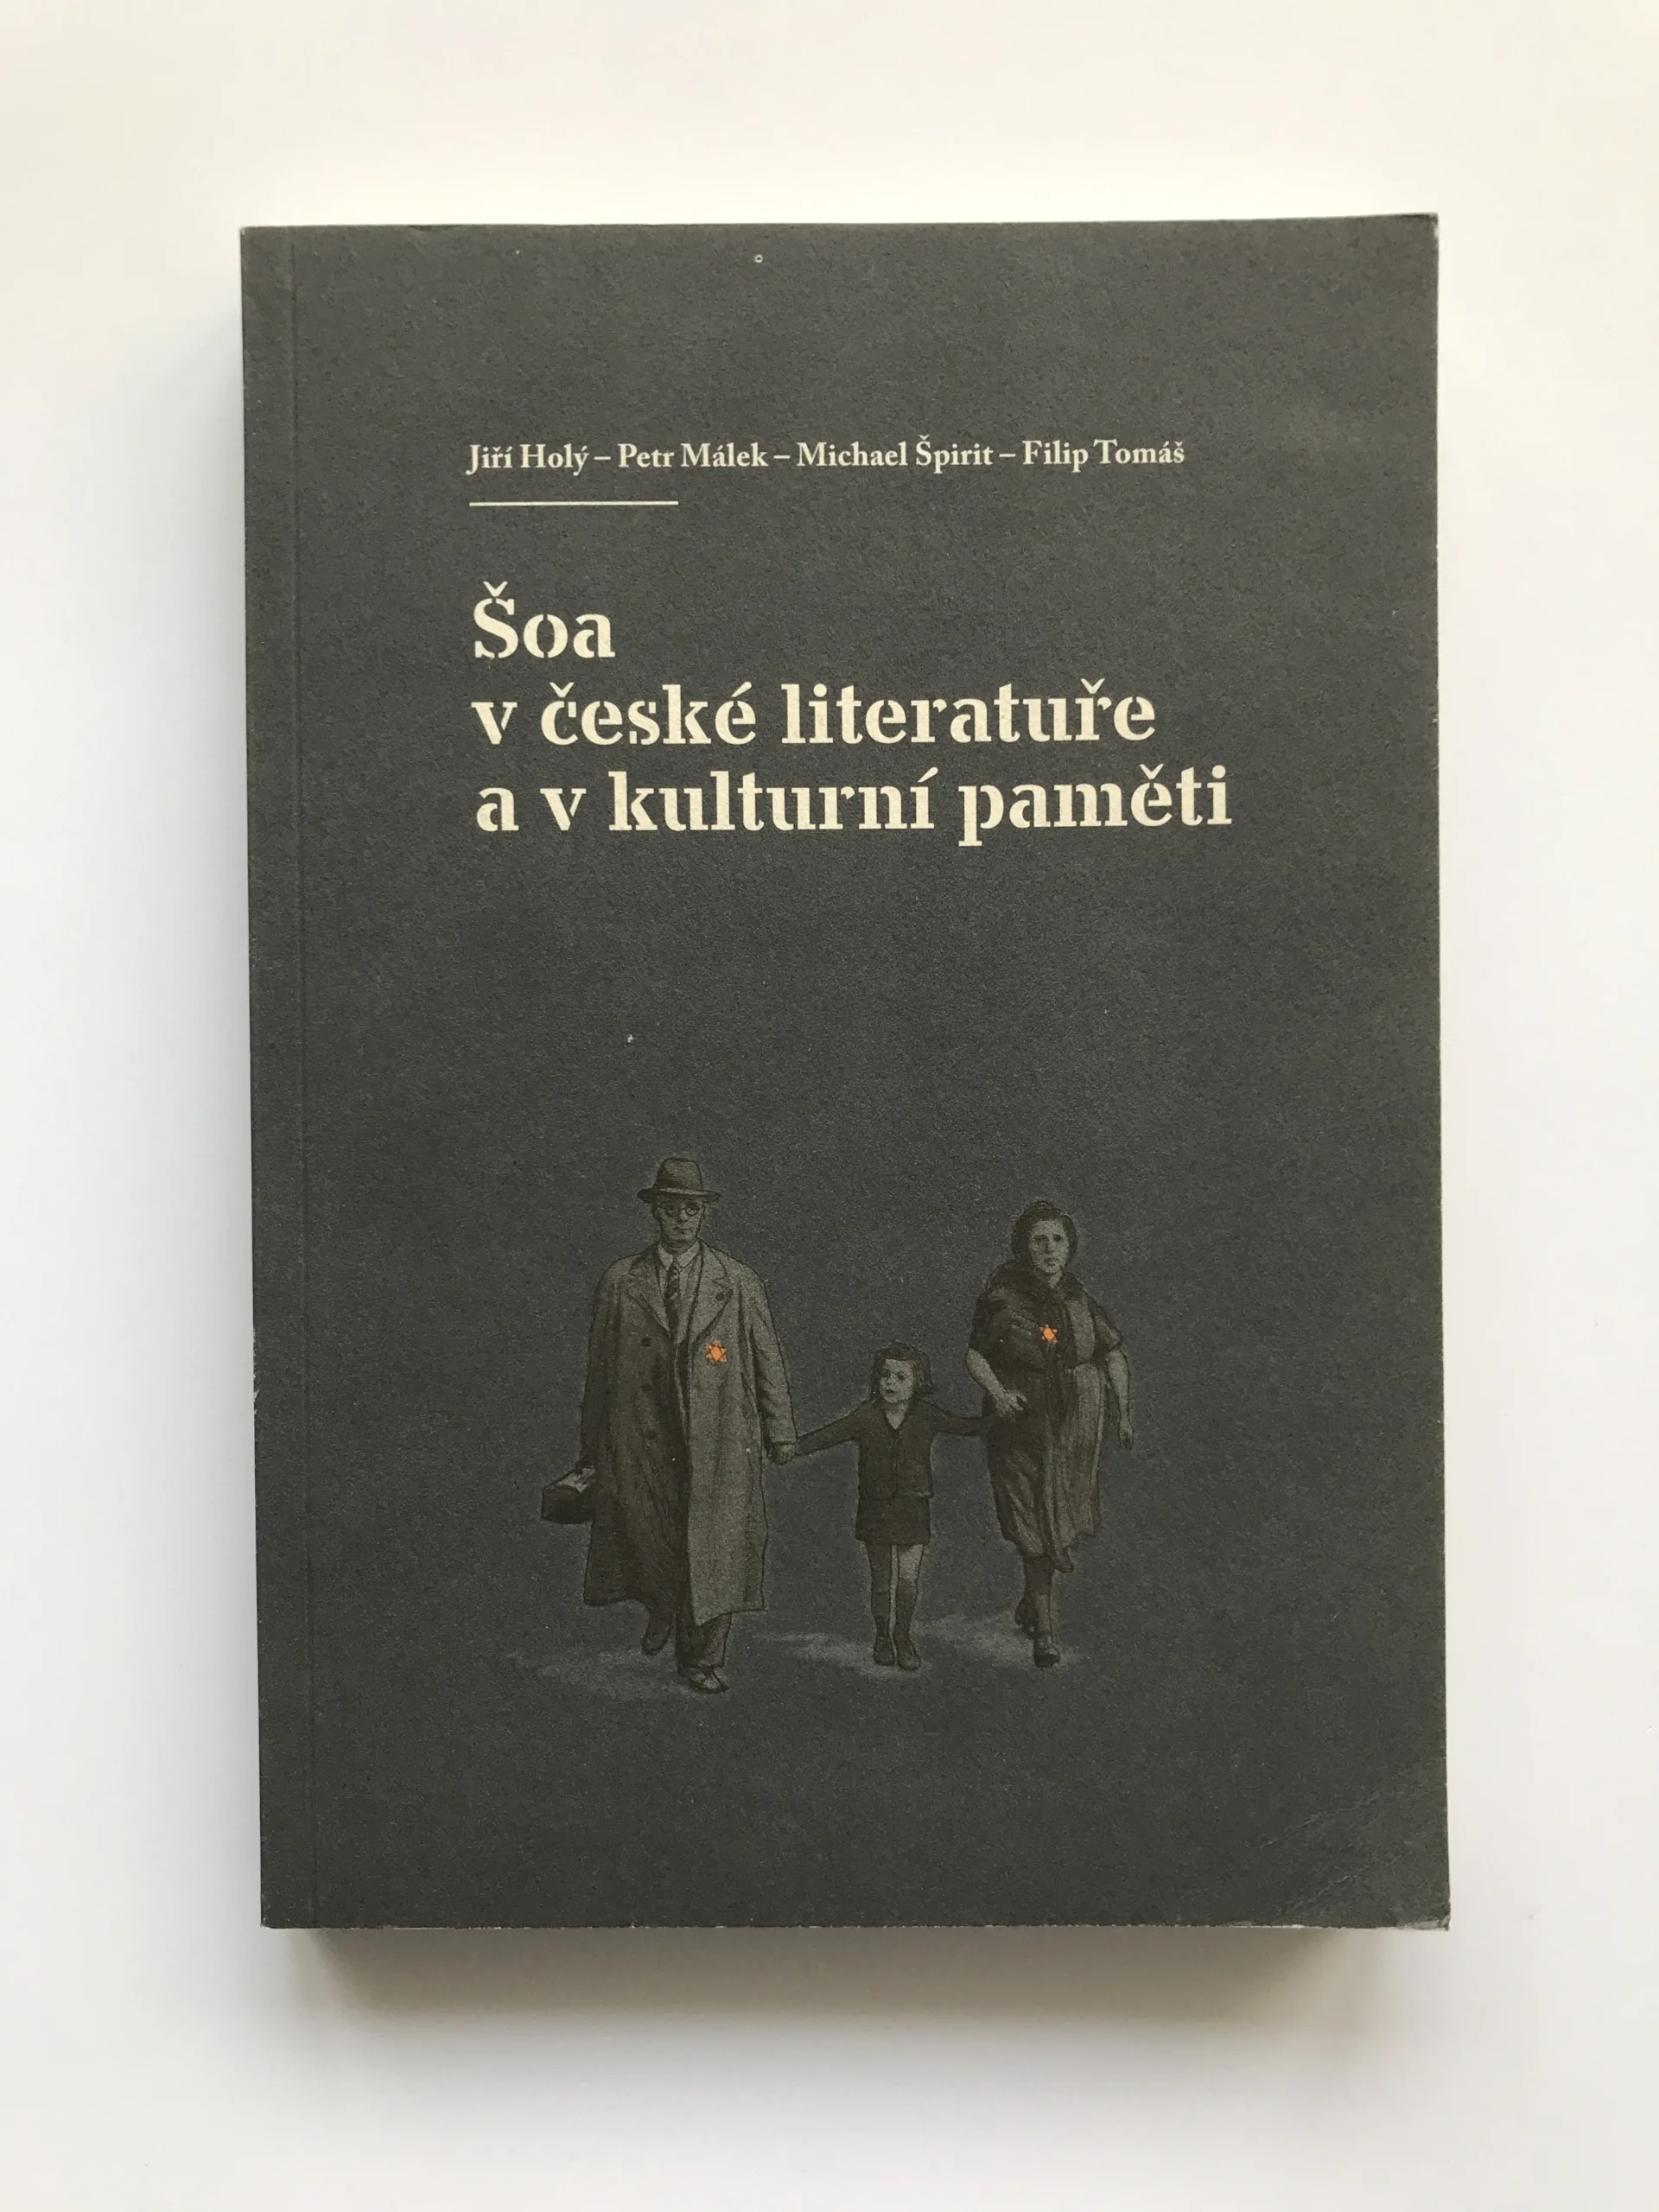 Jiří Holý – Petr Málek – Michael Špirit – Filip Tomáš
Šoa
v české literatuře
a v kulturní paměti